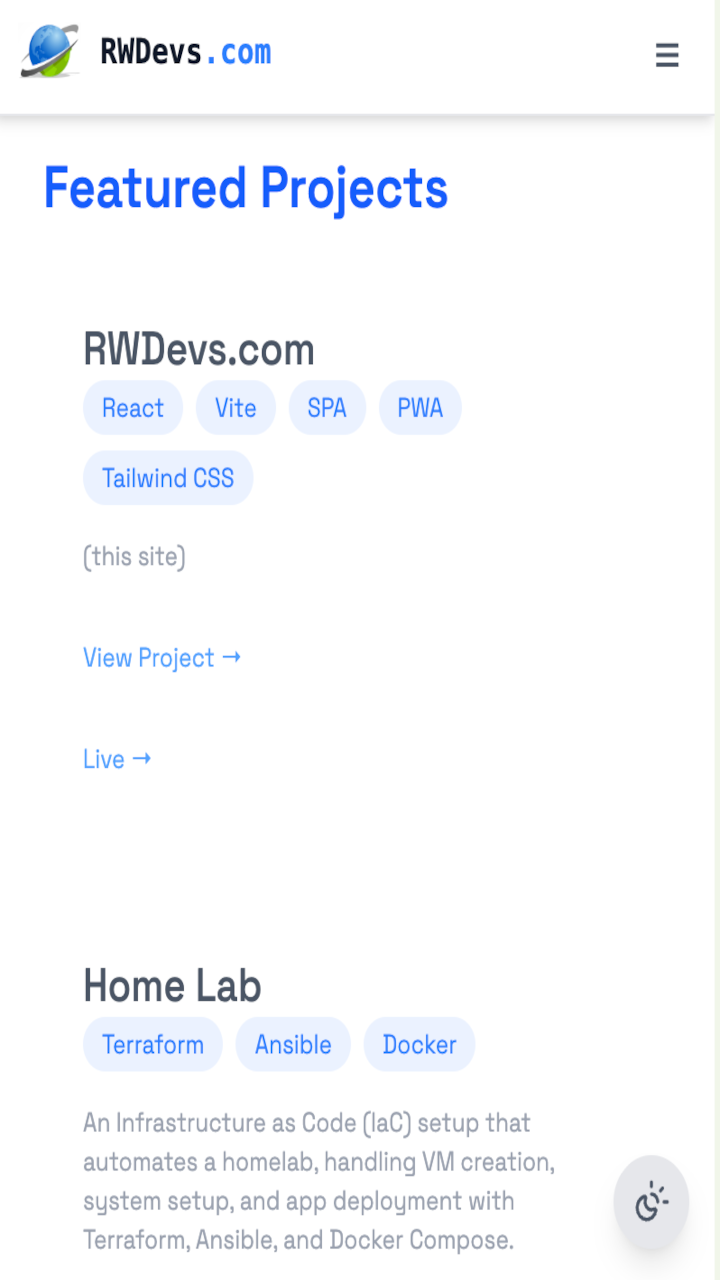 RWDevs.com
Featured Projects
RWDevs.com
React Vite SPA PWA
Tailwind CSS
(this site)
View Project →
Live →
Home Lab
Terraform Ansible Docker
An Infrastructure as Code (IaC) setup that
automates a homelab, handling VM creation,
system setup, and app deployment with
Terraform, Ansible, and Docker Compose.